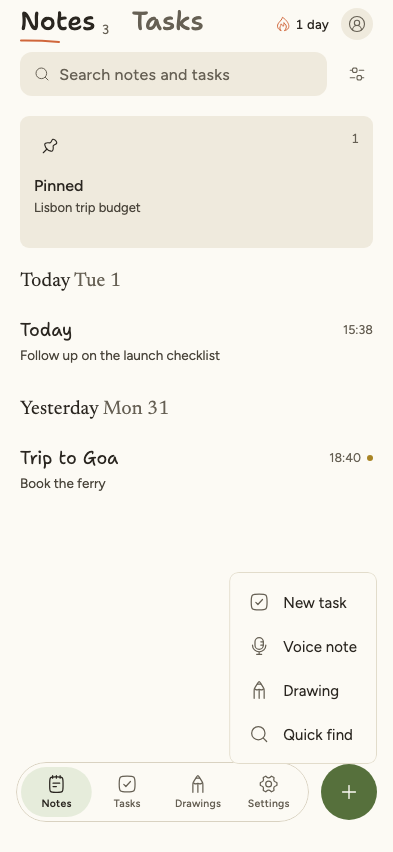 Notes 3 Tasks 1 day
Search notes and tasks
1
Pinned
Lisbon trip budget
Today Tue 1
Today 15:38
Follow up on the launch checklist
Yesterday Mon 31
Trip to Goa 18:40
Book the ferry
New task
Voice note
Drawing
Quick find
Notes Tasks Drawings Settings